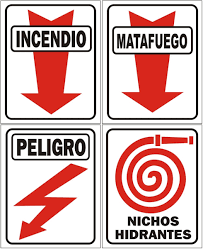 INCENDIO
MATAFUEGO
PELIGRO
NICHOS
HIDRANTES